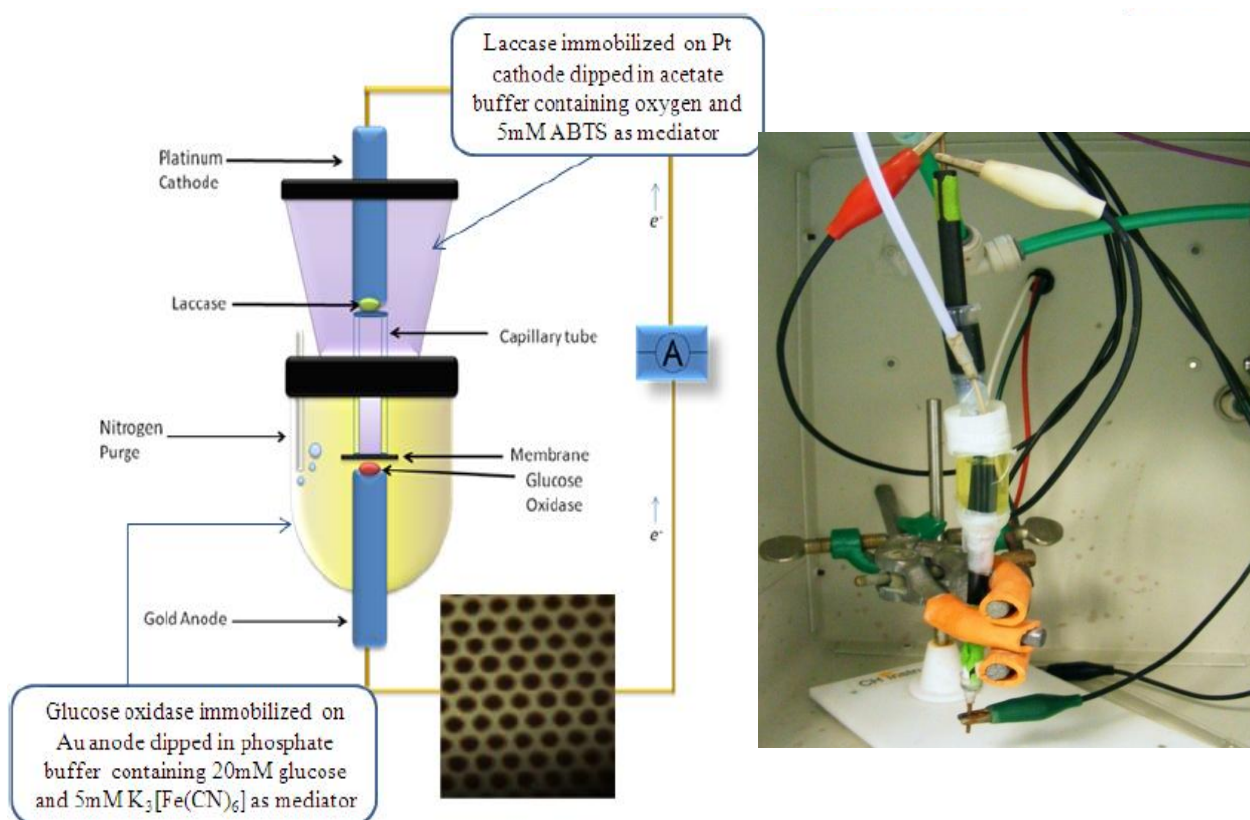 Laccase immobilized on Pt
cathode dipped in acetate
buffer containing oxygen and
5mM ABTS as mediator
Platinum
Cathode
e-
Laccase
Capillary tube
A
Nitrogen
Purge
Membrane
Glucose
Oxidase
e-
Gold Anode
Glucose oxidase immobilized on
Au anode dipped in phosphate
buffer containing 20mM glucose
and 5mM K3[Fe(CN)6] as mediator
CH Instr